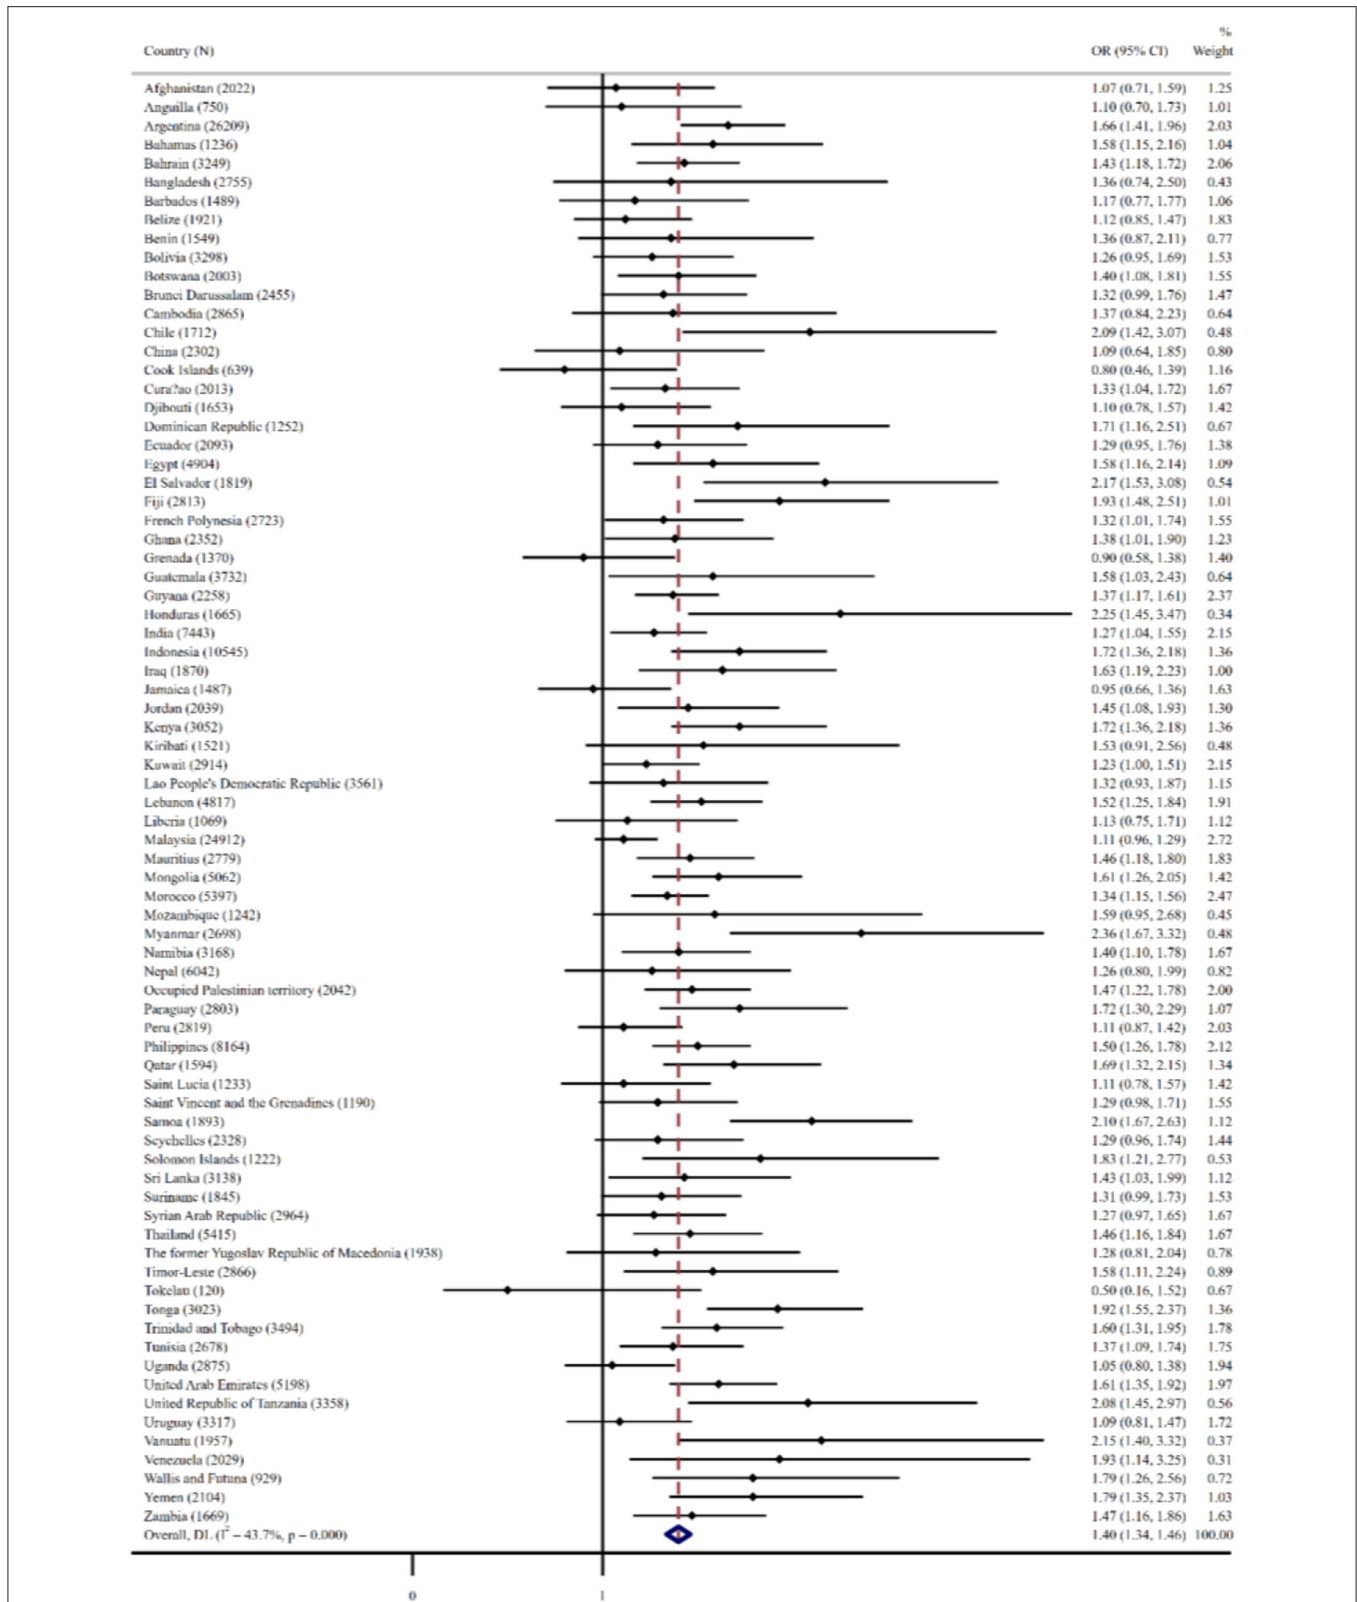 %
Country (N) OR (95% CI) Weight
Afghanistan (2022) 1.07 (0.71, 1.59) 1.25
Anguilla (750) 1.10 (0.70, 1.73) 1.01
Argentina (26209) 1.66 (1.41, 1.96) 2.03
Bahamas (1236) 1.58 (1.15, 2.16) 1.04
Bahrain (3249) 1.43 (1.18, 1.72) 2.06
Bangladesh (2755) 1.36 (0.74, 2.50) 0.43
Barbados (1489) 1.17 (0.77, 1.77) 1.06
Belize (1921) 1.12 (0.85, 1.47) 1.83
Benin (1549) 1.36 (0.87, 2.11) 0.77
Bolivia (3298) 1.26 (0.95, 1.69) 1.53
Botswana (2003) 1.40 (1.08, 1.81) 1.55
Brunei Darussalam (2455) 1.32 (0.99, 1.76) 1.47
Cambodia (2865) 1.37 (0.84, 2.23) 0.64
Chile (1712) 2.09 (1.42, 3.07) 0.48
China (2302) 1.09 (0.64, 1.85) 0.80
Cook Islands (639) 0.80 (0.46, 1.39) 1.16
Cura?ao (2013) 1.33 (1.04, 1.72) 1.67
Djibouti (1653) 1.10 (0.78, 1.57) 1.42
Dominican Republic (1252) 1.71 (1.16, 2.51) 0.67
Ecuador (2093) 1.29 (0.95, 1.76) 1.38
Egypt (4904) 1.58 (1.16, 2.14) 1.09
El Salvador (1819) 2.17 (1.53, 3.08) 0.54
Fiji (2813) 1.93 (1.48, 2.51) 1.01
French Polynesia (2723) 1.32 (1.01, 1.74) 1.55
Ghana (2352) 1.38 (1.01, 1.90) 1.23
Grenada (1370) 0.90 (0.58, 1.38) 1.40
Guatemala (3732) 1.58 (1.03, 2.43) 0.64
Guyana (2258) 1.37 (1.17, 1.61) 2.37
Honduras (1665) 2.25 (1.45, 3.47) 0.34
India (7443) 1.27 (1.04, 1.55) 2.15
Indonesia (10545) 1.72 (1.36, 2.18) 1.36
Iraq (1870) 1.63 (1.19, 2.23) 1.00
Jamaica (1487) 0.95 (0.66, 1.36) 1.63
Jordan (2039) 1.45 (1.08, 1.93) 1.30
Kenya (3052) 1.72 (1.36, 2.18) 1.36
Kiribati (1521) 1.53 (0.91, 2.56) 0.48
Kuwait (2914) 1.23 (1.00, 1.51) 2.15
Lao People's Democratic Republic (3561) 1.32 (0.93, 1.87) 1.15
Lebanon (4817) 1.52 (1.25, 1.84) 1.91
Liberia (1069) 1.13 (0.75, 1.71) 1.12
Malaysia (24912) 1.11 (0.96, 1.29) 2.72
Mauritius (2779) 1.46 (1.18, 1.80) 1.83
Mongolia (5062) 1.61 (1.26, 2.05) 1.42
Morocco (5397) 1.34 (1.15, 1.56) 2.47
Mozambique (1242) 1.59 (0.95, 2.68) 0.45
Myanmar (2698) 2.36 (1.67, 3.32) 0.48
Namibia (3168) 1.40 (1.10, 1.78) 1.67
Nepal (6042) 1.26 (0.80, 1.99) 0.82
Occupied Palestinian territory (2042) 1.47 (1.22, 1.78) 2.00
Paraguay (2803) 1.72 (1.30, 2.29) 1.07
Peru (2819) 1.11 (0.87, 1.42) 2.03
Philippines (8164) 1.50 (1.26, 1.78) 2.12
Qatar (1594) 1.69 (1.32, 2.15) 1.34
Saint Lucia (1233) 1.11 (0.78, 1.57) 1.42
Saint Vincent and the Grenadines (1190) 1.29 (0.98, 1.71) 1.55
Samoa (1893) 2.10 (1.67, 2.63) 1.12
Seychelles (2328) 1.29 (0.96, 1.74) 1.44
Solomon Islands (1222) 1.83 (1.21, 2.77) 0.53
Sri Lanka (3138) 1.43 (1.03, 1.99) 1.12
Suriname (1845) 1.31 (0.99, 1.73) 1.53
Syrian Arab Republic (2964) 1.27 (0.97, 1.65) 1.67
Thailand (5415) 1.46 (1.16, 1.84) 1.67
The former Yugoslav Republic of Macedonia (1938) 1.28 (0.81, 2.04) 0.78
Timor-Leste (2866) 1.58 (1.11, 2.24) 0.89
Tokelau (120) 0.50 (0.16, 1.52) 0.67
Tonga (3023) 1.92 (1.55, 2.37) 1.36
Trinidad and Tobago (3494) 1.60 (1.31, 1.95) 1.78
Tunisia (2678) 1.37 (1.09, 1.74) 1.75
Uganda (2875) 1.05 (0.80, 1.38) 1.94
United Arab Emirates (5198) 1.61 (1.35, 1.92) 1.97
United Republic of Tanzania (3358) 2.08 (1.45, 2.97) 0.56
Uruguay (3317) 1.09 (0.81, 1.47) 1.72
Vanuatu (1957) 2.15 (1.40, 3.32) 0.37
Venezuela (2029) 1.93 (1.14, 3.25) 0.31
Wallis and Futuna (929) 1.79 (1.26, 2.56) 0.72
Yemen (2104) 1.79 (1.35, 2.37) 1.03
Zambia (1669) 1.47 (1.16, 1.86) 1.63
Overall, DL (I² = 43.7%, p = 0.000) 1.40 (1.34, 1.46) 100.00
0 1